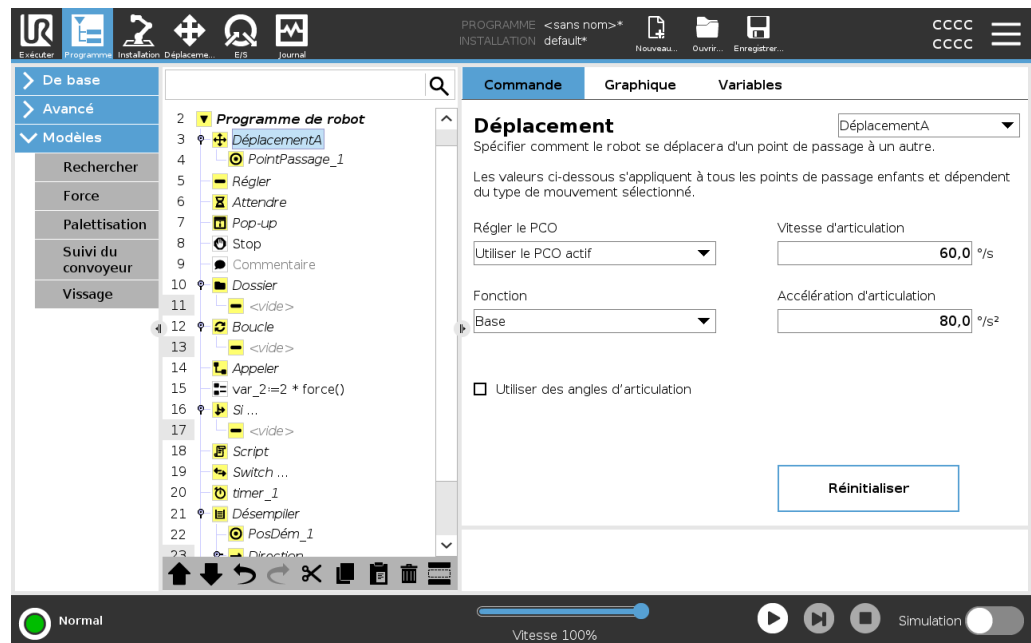 UR
Exécuter
Programme
Installation
Déplaceme...
E/S
Journal
PROGRAMME <sans nom>*
INSTALLATION default*
Nouveau...
Ouvrir...
Enregistrer...
CCCC
CCCC
De base
Avancé
Modèles
Rechercher
Force
Palettisation
Suivi du
convoyeur
Vissage
2 Programme de robot
3 DéplacementA
4 PointPassage_1
5 Régler
6 Attendre
7 Pop-up
8 Stop
9 Commentaire
10 Dossier
11 <vide>
12 Boucle
13 <vide>
14 Appeler
15 var_2:=2 * force()
16 Si ...
17 <vide>
18 Script
19 Switch ...
20 timer_1
21 Désempiler
22 PosDém_1
23 Direction
Commande
Graphique
Variables
Déplacement
DéplacementA
Spécifier comment le robot se déplacera d'un point de passage à un autre.
Les valeurs ci-dessous s'appliquent à tous les points de passage enfants et dépendent
du type de mouvement sélectionné.
Régler le PCO
Vitesse d'articulation
Utiliser le PCO actif
60,0 °/s
Fonction
Accélération d'articulation
Base
80,0 °/s²
Utiliser des angles d'articulation
Réinitialiser
Normal
Vitesse 100%
Simulation